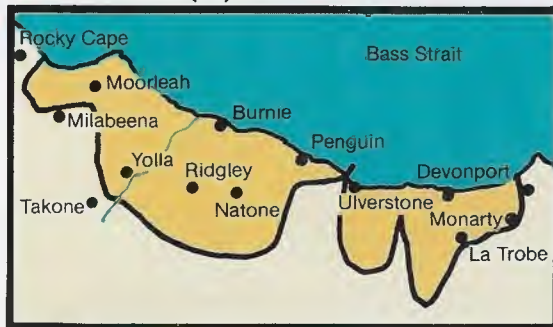 Rocky Cape
Bass Strait
Moorleah
Burnie
Milabeena
Penguin
Yolla
Ridgley
Devonport
Takone
Natone
Ulverstone
Monarty
La Trobe